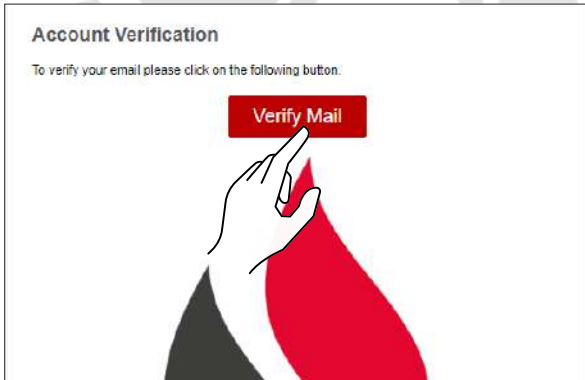 Account Verification
To verify your email please click on the following button.
Verify Mail